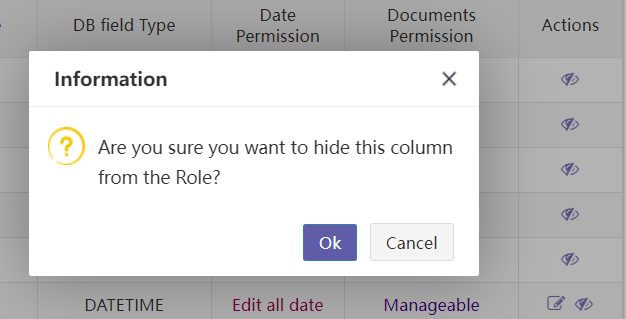 DB field Type
Date
Permission
Documents
Permission
Actions
Information
Are you sure you want to hide this column
from the Role?
Ok
Cancel
DATETIME
Edit all date
Manageable